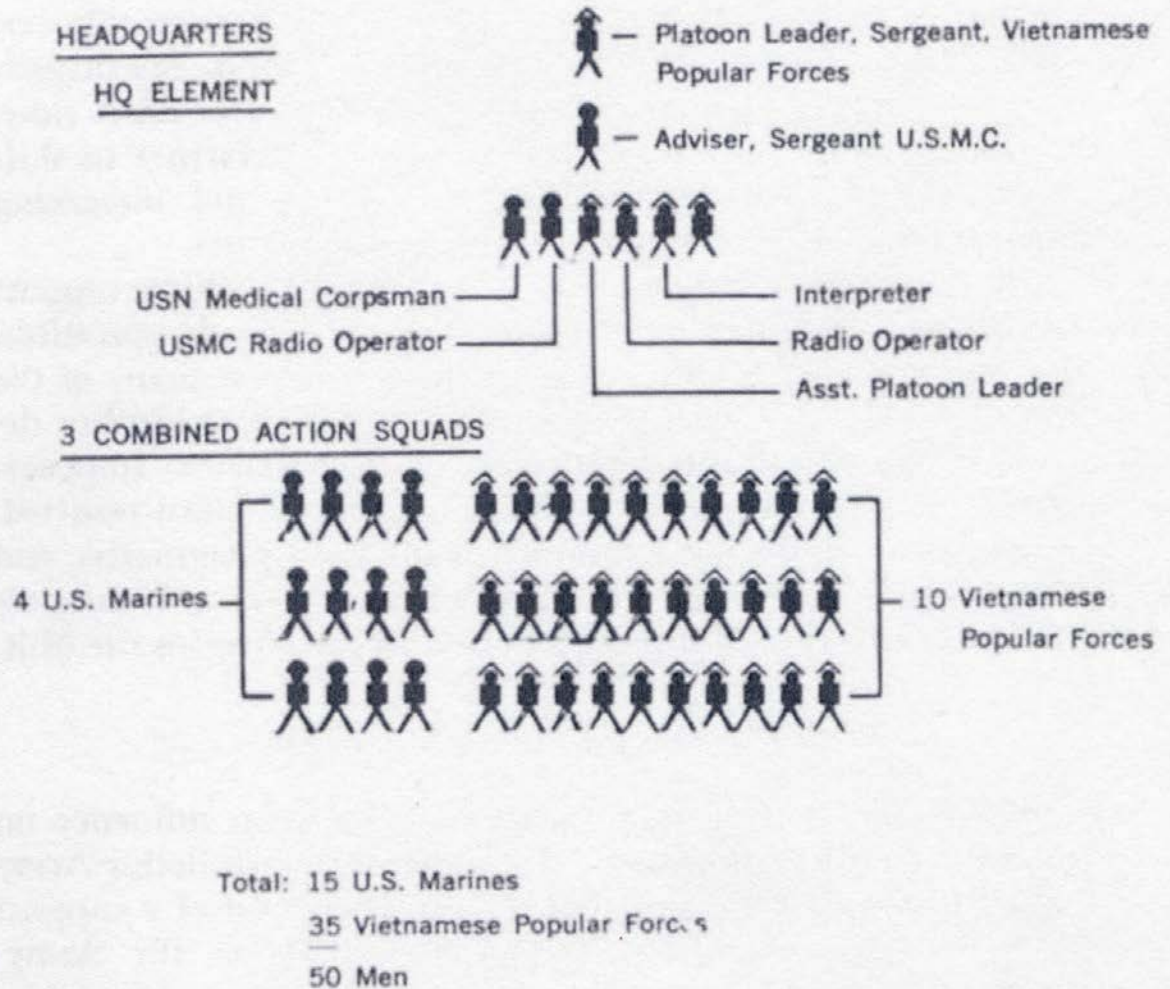 HEADQUARTERS
HQ ELEMENT
Platoon Leader, Sergeant, Vietnamese
Popular Forces
Adviser, Sergeant U.S.M.C.
USN Medical Corpsman
USMC Radio Operator
Interpreter
Radio Operator
Asst. Platoon Leader
3 COMBINED ACTION SQUADS
4 U.S. Marines
10 Vietnamese
Popular Forces
Total: 15 U.S. Marines
35 Vietnamese Popular Forces
50 Men